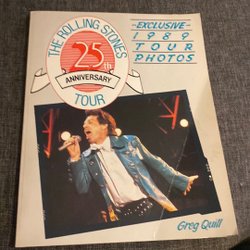 THE ROLLING STONES
25th
ANNIVERSARY
TOUR
-EXCLUSIVE-
1989
TOUR
PHOTOS
Greg Quill